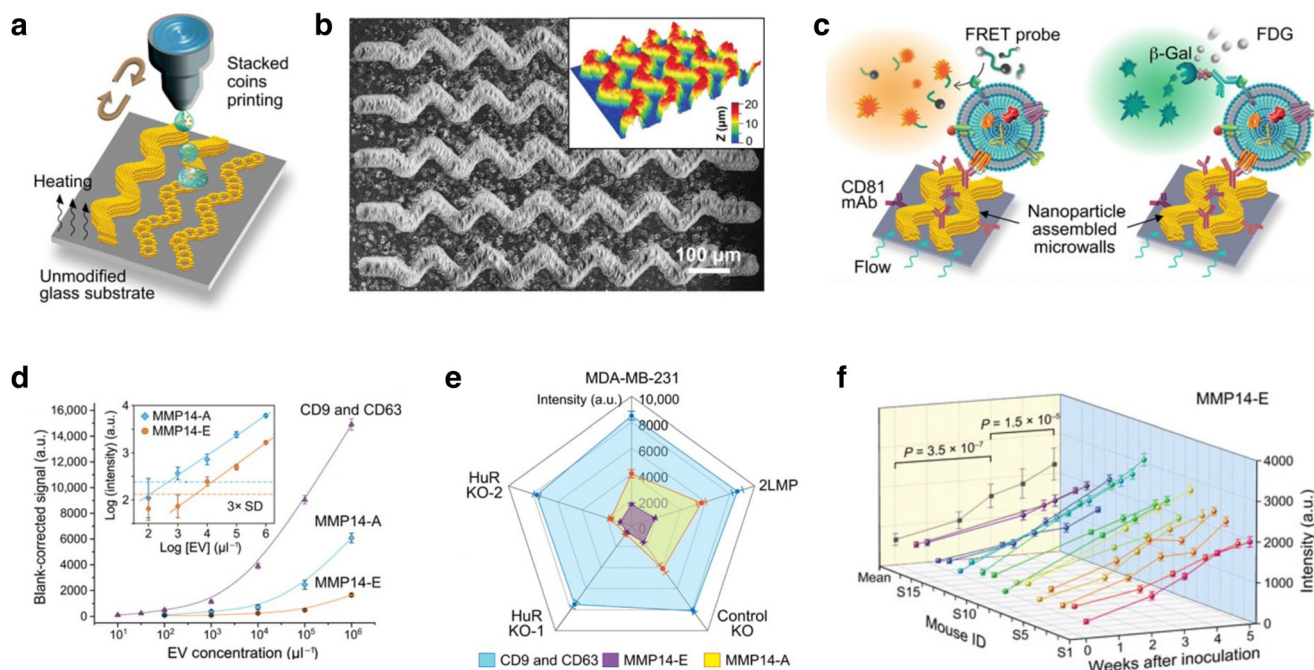 a
Stacked
coins
printing
Heating
Unmodified
glass substrate
b
Z (μm)
20
10
0
100 μm
c
FRET probe
CD81
mAb
Flow
Nanoparticle
assembled
microwalls
β-Gal
FDG
d
Blank-corrected signal (a.u.)
16,000
14,000
12,000
10,000
8000
6000
4000
2000
0
10¹
10²
10³
10⁴
10⁵
10⁶
EV concentration (μl⁻¹)
CD9 and CD63
MMP14-A
MMP14-E
Log (intensity) (a.u.)
4
3
2
MMP14-A
MMP14-E
3× SD
2 3 4 5 6
Log [EV] (μl⁻¹)
e
MDA-MB-231
Intensity (a.u.)
10,000
8000
6000
4000
2000
0
2LMP
Control
KO
HuR
KO-1
HuR
KO-2
CD9 and CD63
MMP14-E
MMP14-A
f
MMP14-E
P = 3.5 × 10⁻⁷
P = 1.5 × 10⁻⁵
Intensity (a.u.)
4000
3000
2000
1000
0
Mean
S15
S10
S5
S1
Mouse ID
0 1 2 3 4 5
Weeks after inoculation